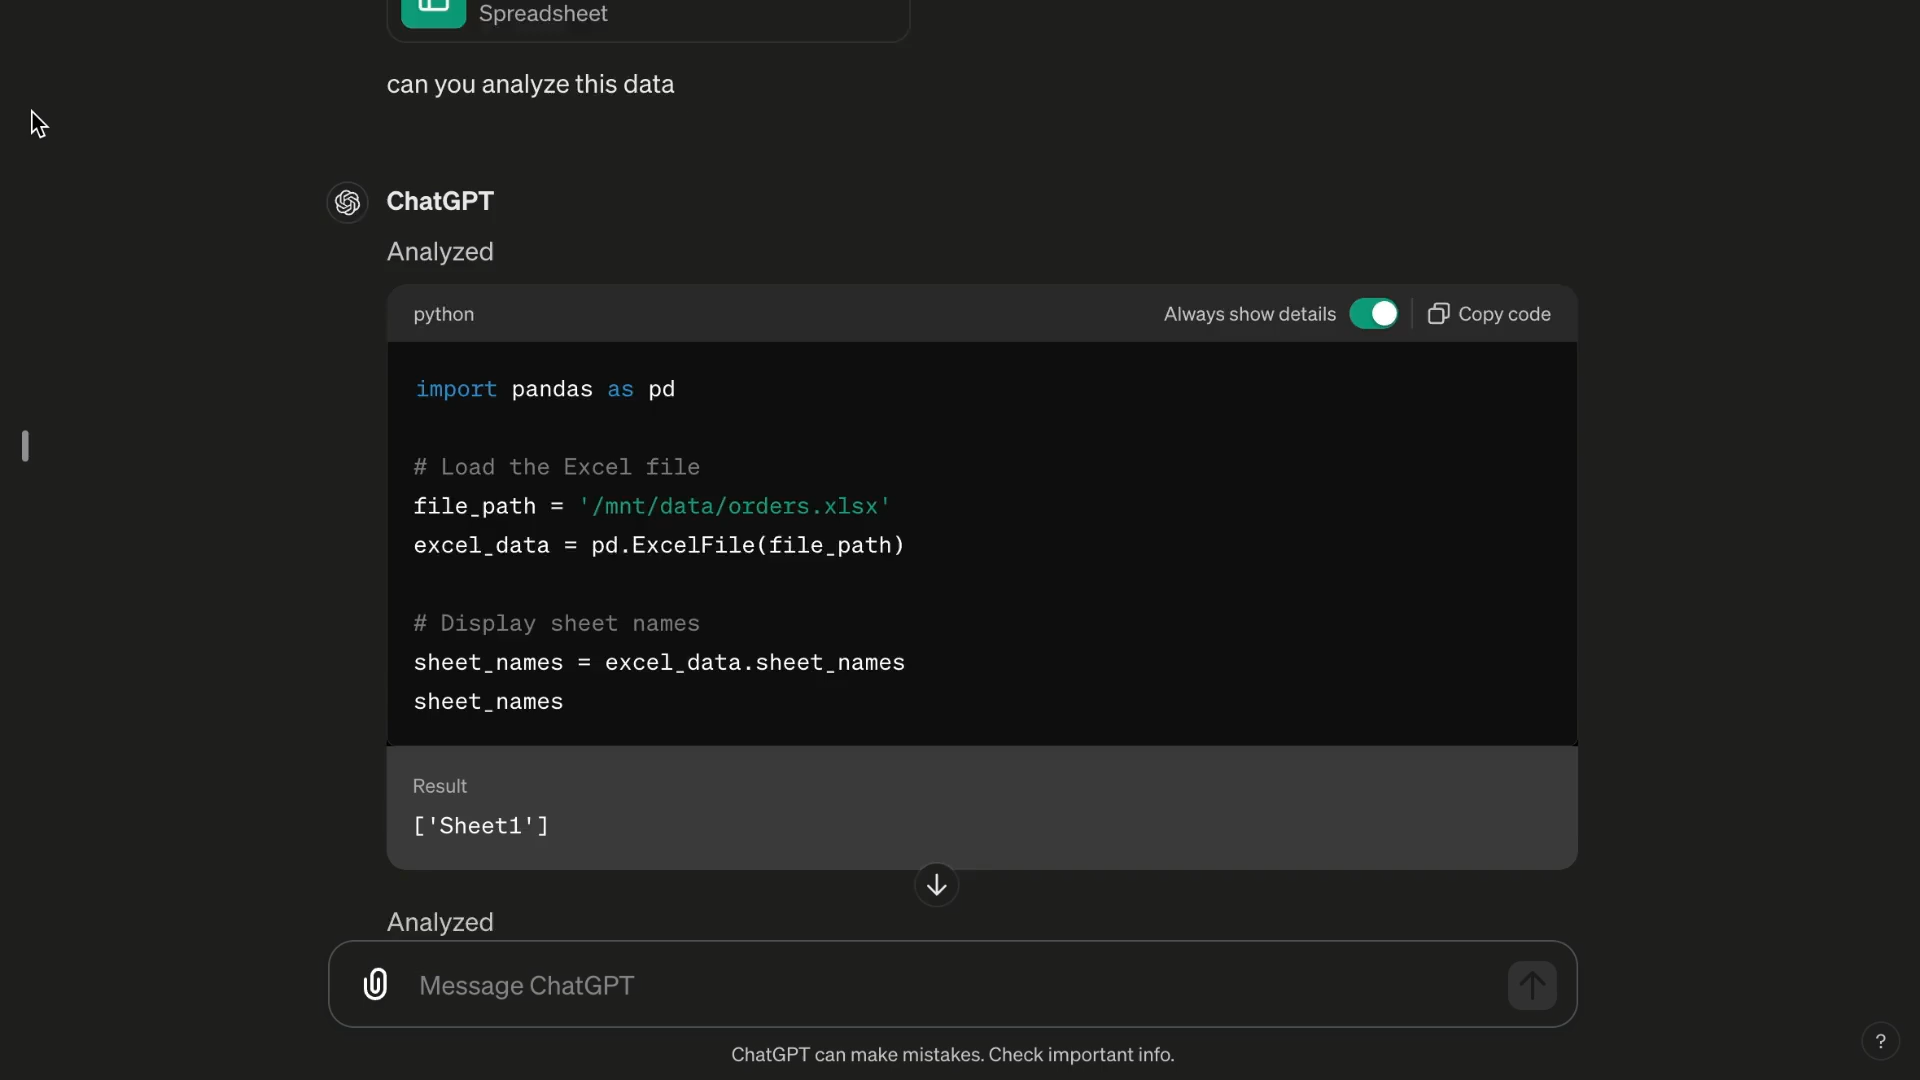 Spreadsheet
can you analyze this data
ChatGPT
Analyzed
python
Always show details
Copy code
import pandas as pd
# Load the Excel file
file_path = '/mnt/data/orders.xlsx'
excel_data = pd.ExcelFile(file_path)
# Display sheet names
sheet_names = excel_data.sheet_names
sheet_names
Result
['Sheet1']
Analyzed
Message ChatGPT
ChatGPT can make mistakes. Check important info.
?